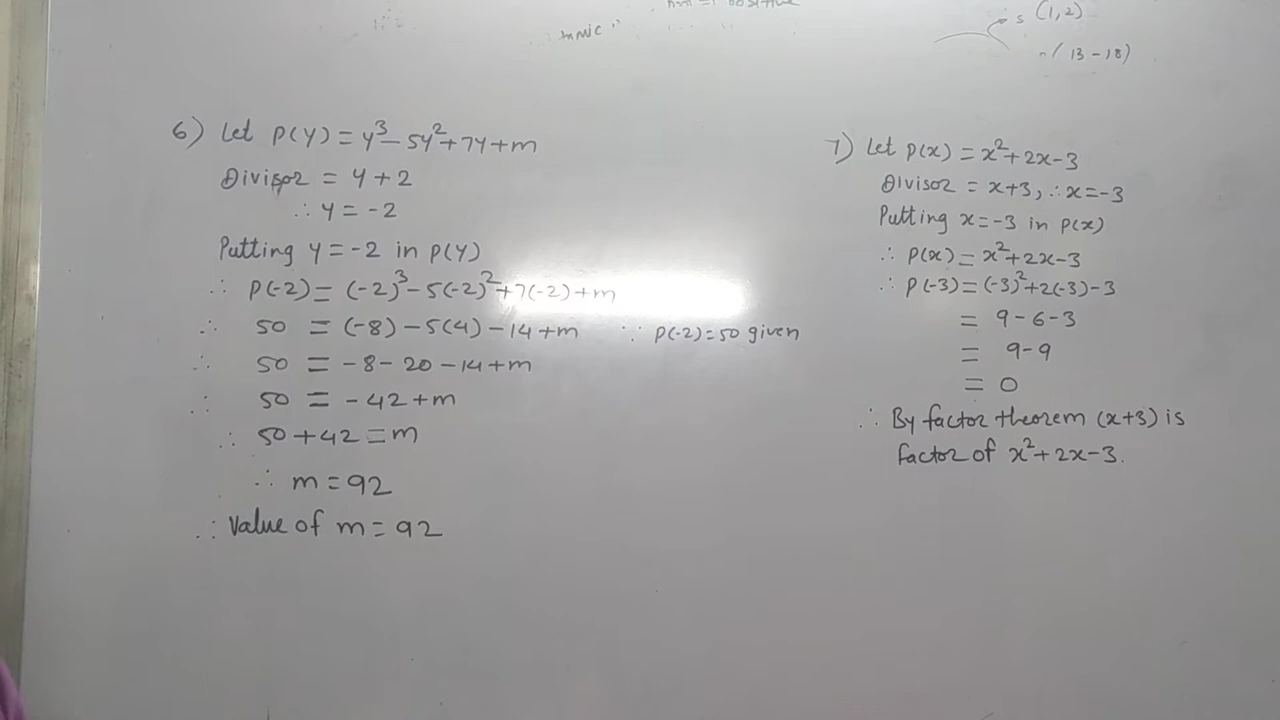 s (1,2)
(13-18)
6) Let p(y) = y³ - 5y² + 7y + m
Divisor = y + 2
∴ y = -2
Putting y = -2 in p(y)
∴ p(-2) = (-2)³ - 5(-2)² + 7(-2) + m
∴ 50 = (-8) - 5(4) - 14 + m ∵ p(-2) = 50 given
∴ 50 = -8 - 20 - 14 + m
∴ 50 = -42 + m
∴ 50 + 42 = m
∴ m = 92
∴ Value of m = 92
7) Let p(x) = x² + 2x - 3
Divisor = x + 3, ∴ x = -3
Putting x = -3 in p(x)
∴ p(x) = x² + 2x - 3
∴ p(-3) = (-3)² + 2(-3) - 3
= 9 - 6 - 3
= 9 - 9
= 0
∴ By factor theorem (x+3) is
factor of x² + 2x - 3.